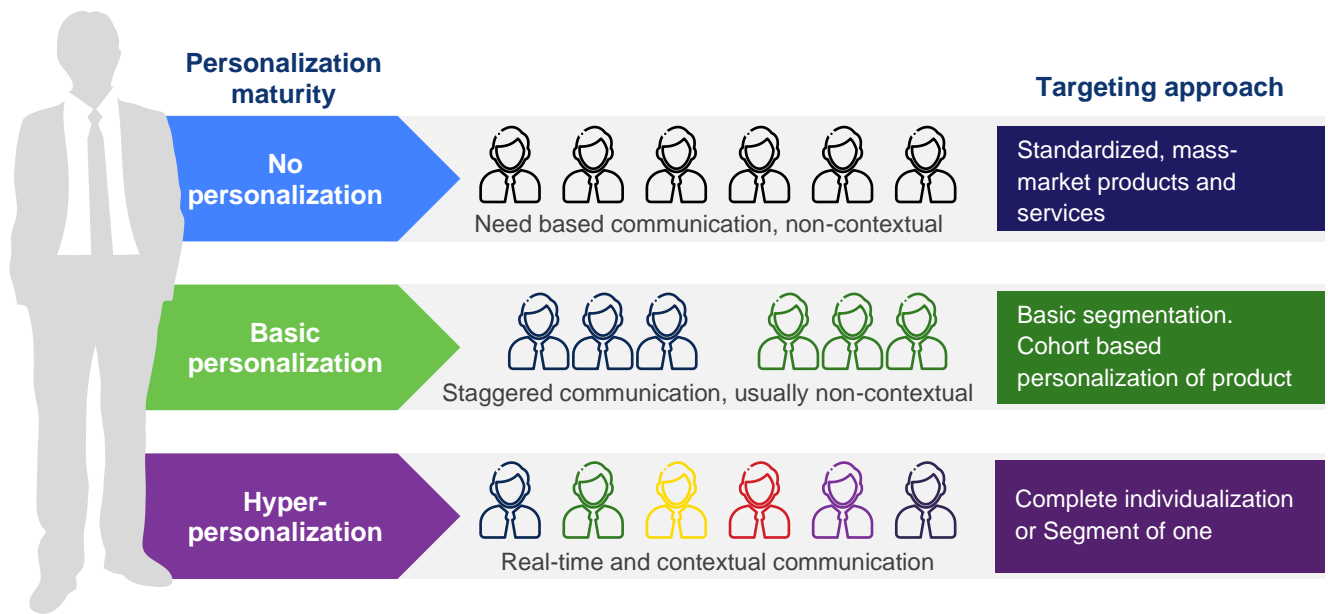 Personalization
maturity
Targeting approach
No
personalization
Need based communication, non-contextual
Standardized, mass-
market products and
services
Basic
personalization
Staggered communication, usually non-contextual
Basic segmentation.
Cohort based
personalization of product
Hyper-
personalization
Real-time and contextual communication
Complete individualization
or Segment of one